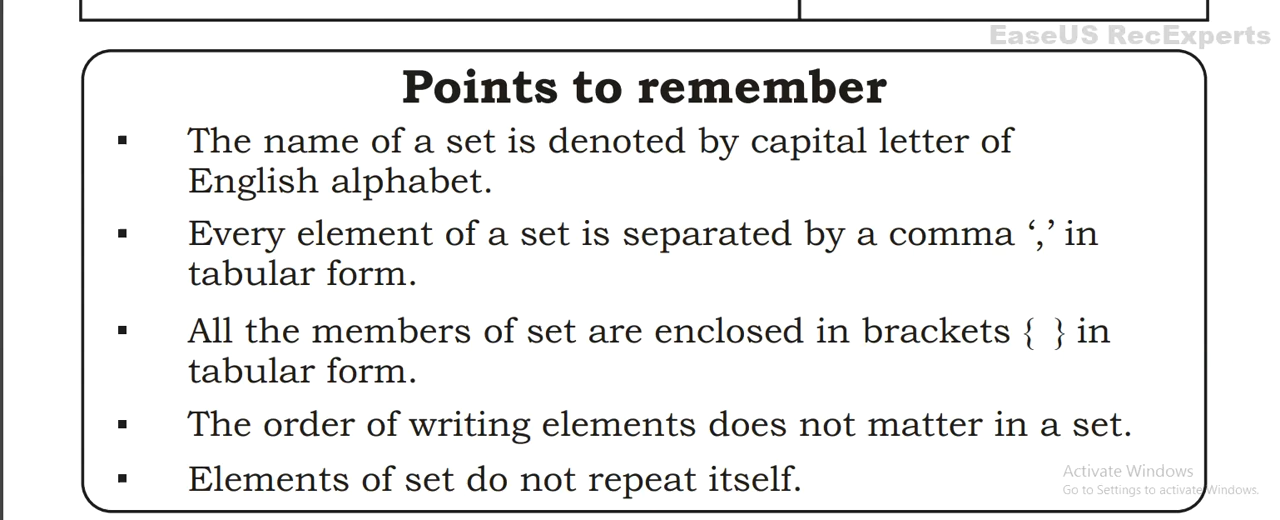 EaseUS RecExperts
Points to remember
▪ The name of a set is denoted by capital letter of
English alphabet.
▪ Every element of a set is separated by a comma ‘,’ in
tabular form.
▪ All the members of set are enclosed in brackets { } in
tabular form.
▪ The order of writing elements does not matter in a set.
▪ Elements of set do not repeat itself.
Activate Windows
Go to Settings to activate Windows.